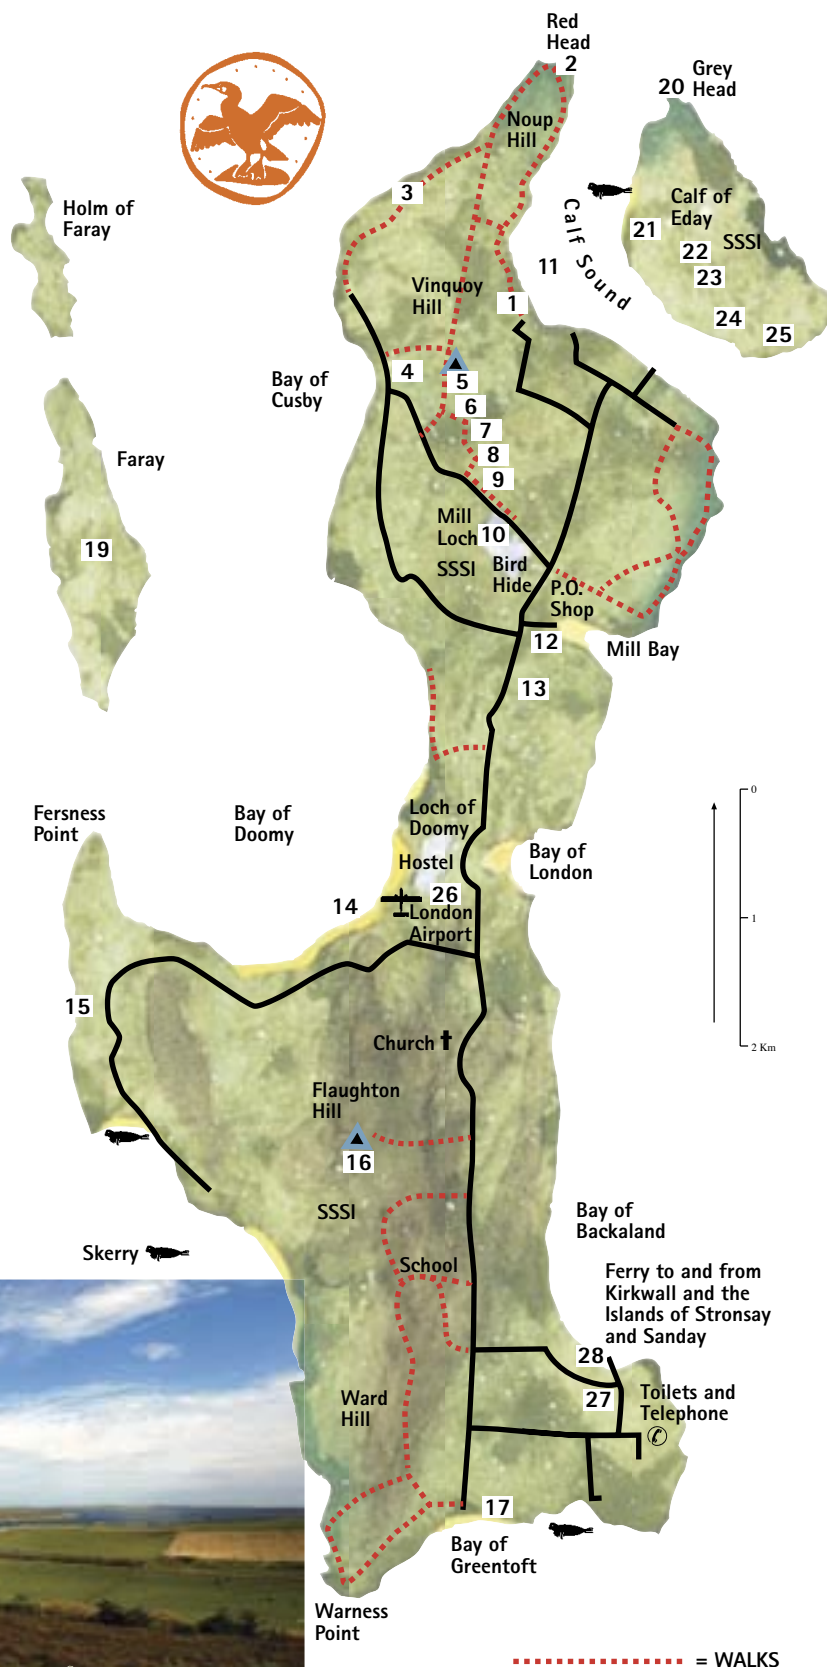 Red
Head
2
Grey
Head
20
Noup
Hill
3
Holm of
Faray
Calf of
Eday
21
SSSI
22
23
Calf Sound
11
Vinquoy
Hill
1
24
25
Bay of
Cusby
4
5
6
7
8
9
Faray
19
Mill
Loch
10
SSSI
Bird
Hide
P.O.
Shop
12
Mill Bay
13
Fersness
Point
Bay of
Doomy
Loch of
Doomy
Hostel
Bay of
London
14
26
London
Airport
0
1
2 Km
15
Church
Flaughton
Hill
16
SSSI
Bay of
Backaland
Skerry
School
Ferry to and from
Kirkwall and the
Islands of Stronsay
and Sanday
28
27
Toilets and
Telephone
Ward
Hill
17
Bay of
Greentoft
Warness
Point
= WALKS